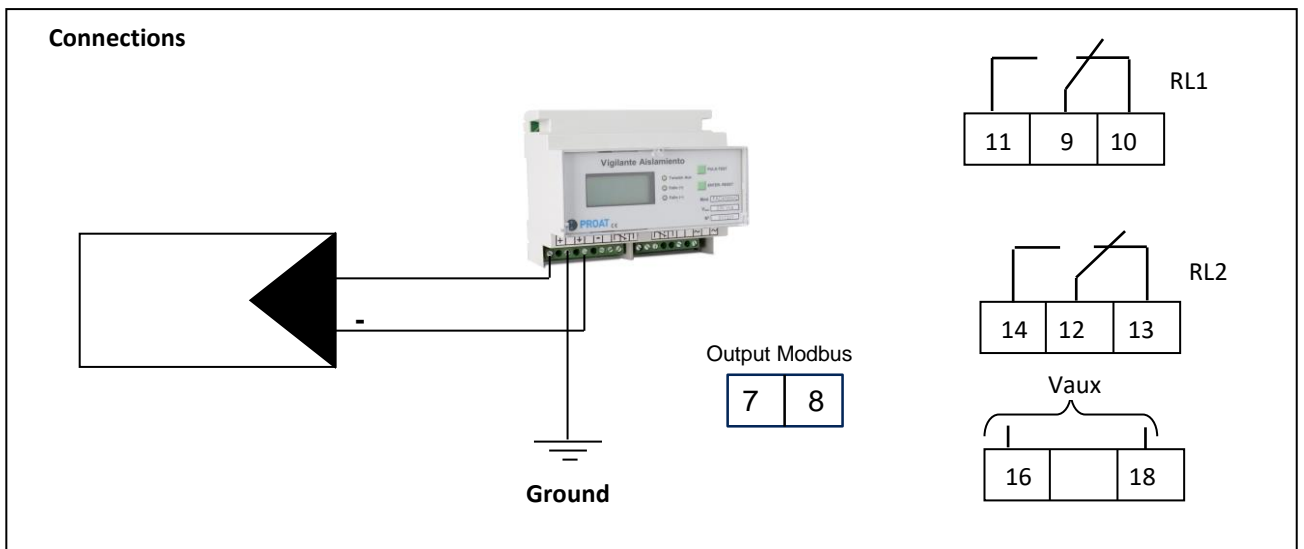 Connections
RL1
11 9 10
Vigilante Aislamiento
PROAT CE
-
RL2
14 12 13
Output Modbus
7 8
Vaux
16 18
Ground